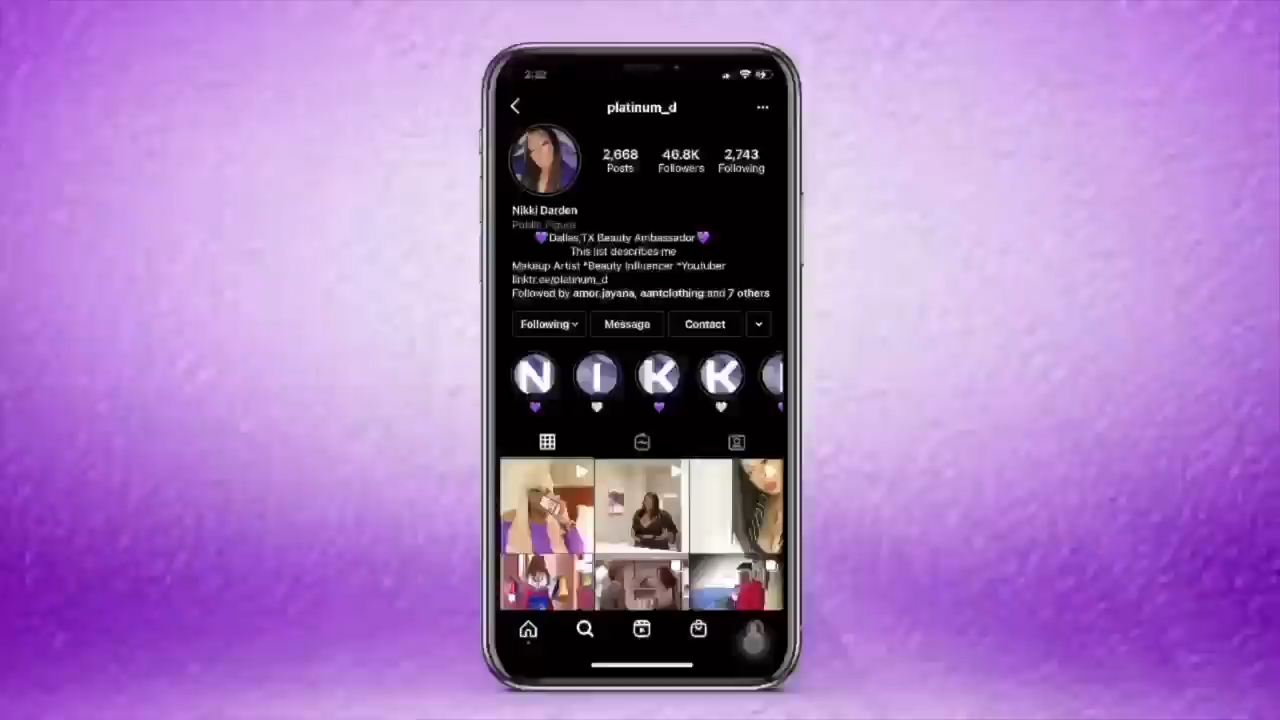 2:52
platinum_d
2,668 46.8K 2,743
Posts Followers Following
Nikki Darden
Public Figure
💜Dallas,TX Beauty Ambassador💜
This list describes me
Makeup Artist *Beauty Influencer *Youtuber
linktr.ee/platinum_d
Followed by amor.jayana, aantclothing and 7 others
Following Message Contact
N I K K